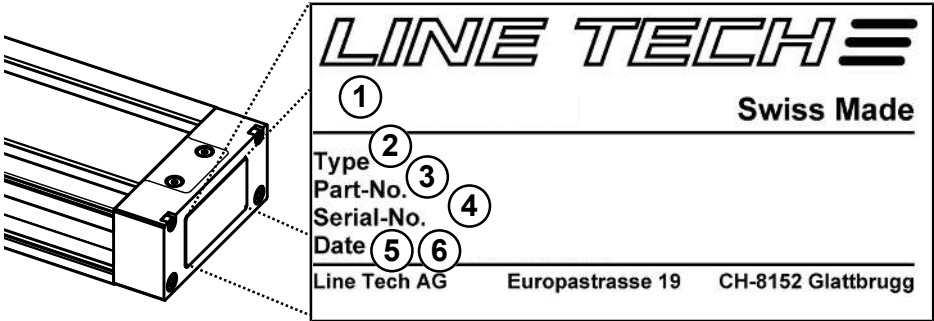 LINE TECH
1
Swiss Made
Type 2
Part-No. 3
Serial-No. 4
Date 5 6
Line Tech AG Europastrasse 19 CH-8152 Glattbrugg